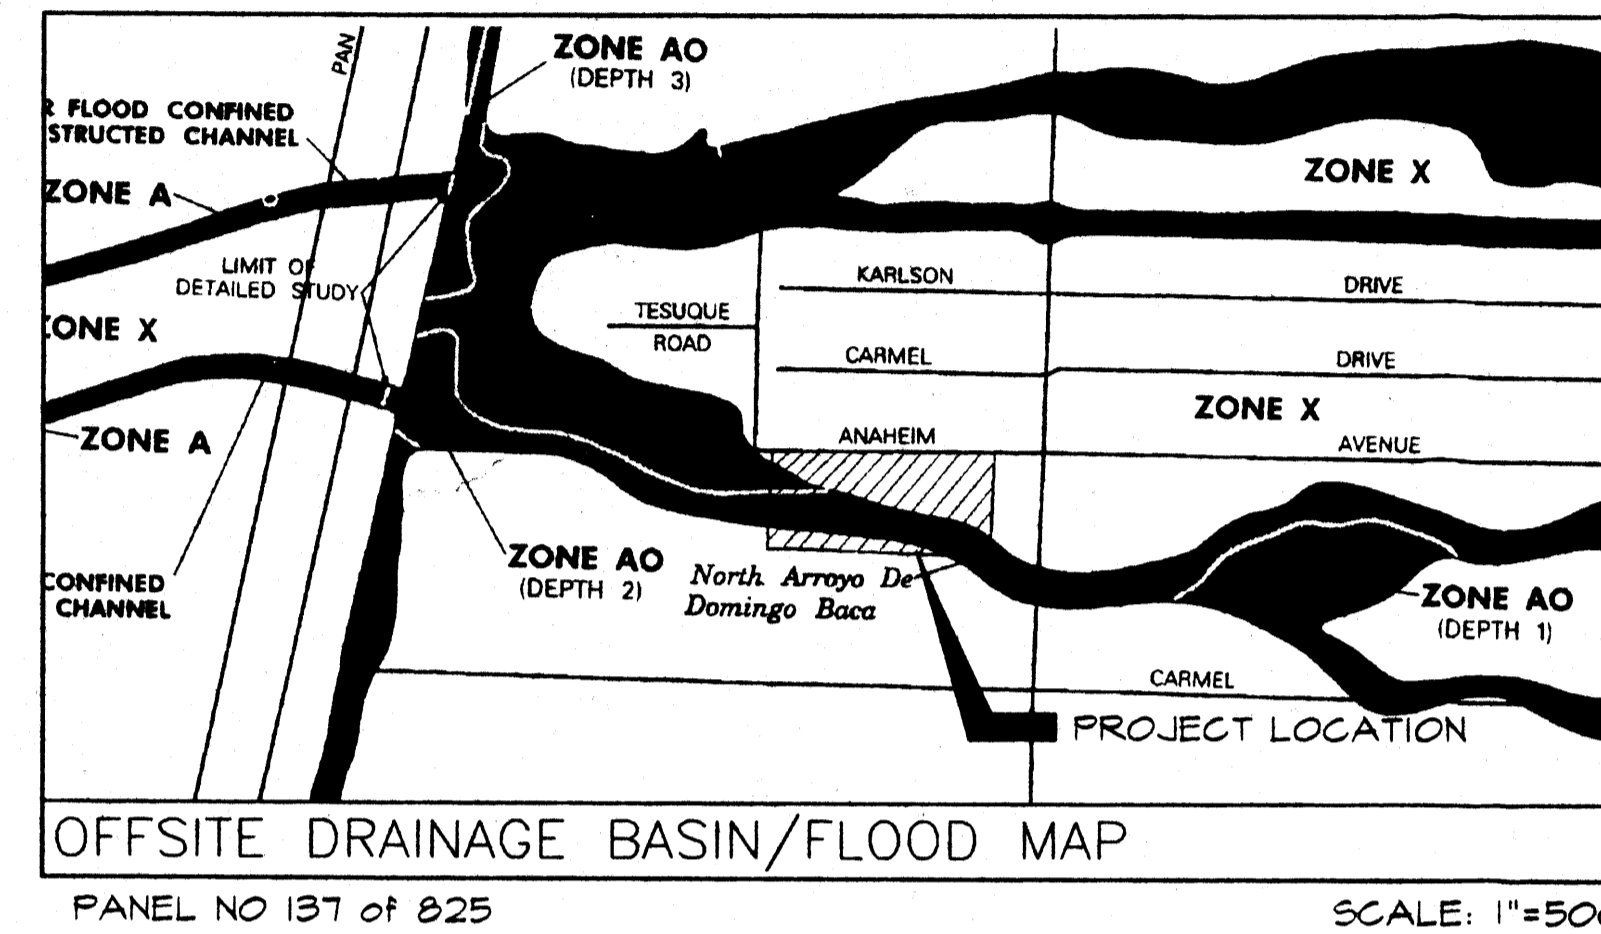 ZONE AO
(DEPTH 3)
PAN
R FLOOD CONFINED
STRUCTED CHANNEL
ZONE A
ZONE X
LIMIT OF
DETAILED STUDY
KARLSON DRIVE
TESUQUE
ROAD
ZONE X
CARMEL DRIVE
ZONE X
ANAHEIM AVENUE
ZONE A
ZONE AO
(DEPTH 2)
North Arroyo De
Domingo Baca
CONFINED
CHANNEL
ZONE AO
(DEPTH 1)
CARMEL
PROJECT LOCATION
OFFSITE DRAINAGE BASIN/FLOOD MAP
PANEL NO 137 of 825
SCALE: 1"=50